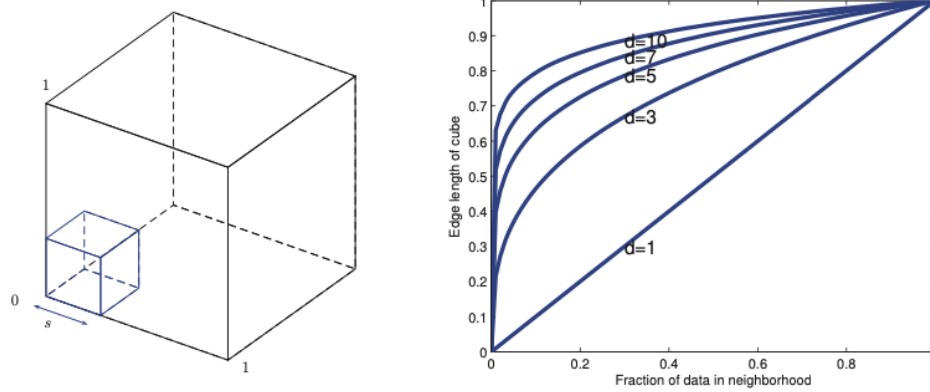 1
0
s
1
1
0.9
0.8
0.7
0.6
0.5
0.4
0.3
0.2
0.1
0
Edge length of cube
d=10
d=7
d=5
d=3
d=1
0
0.2
0.4
0.6
0.8
1
Fraction of data in neighborhood